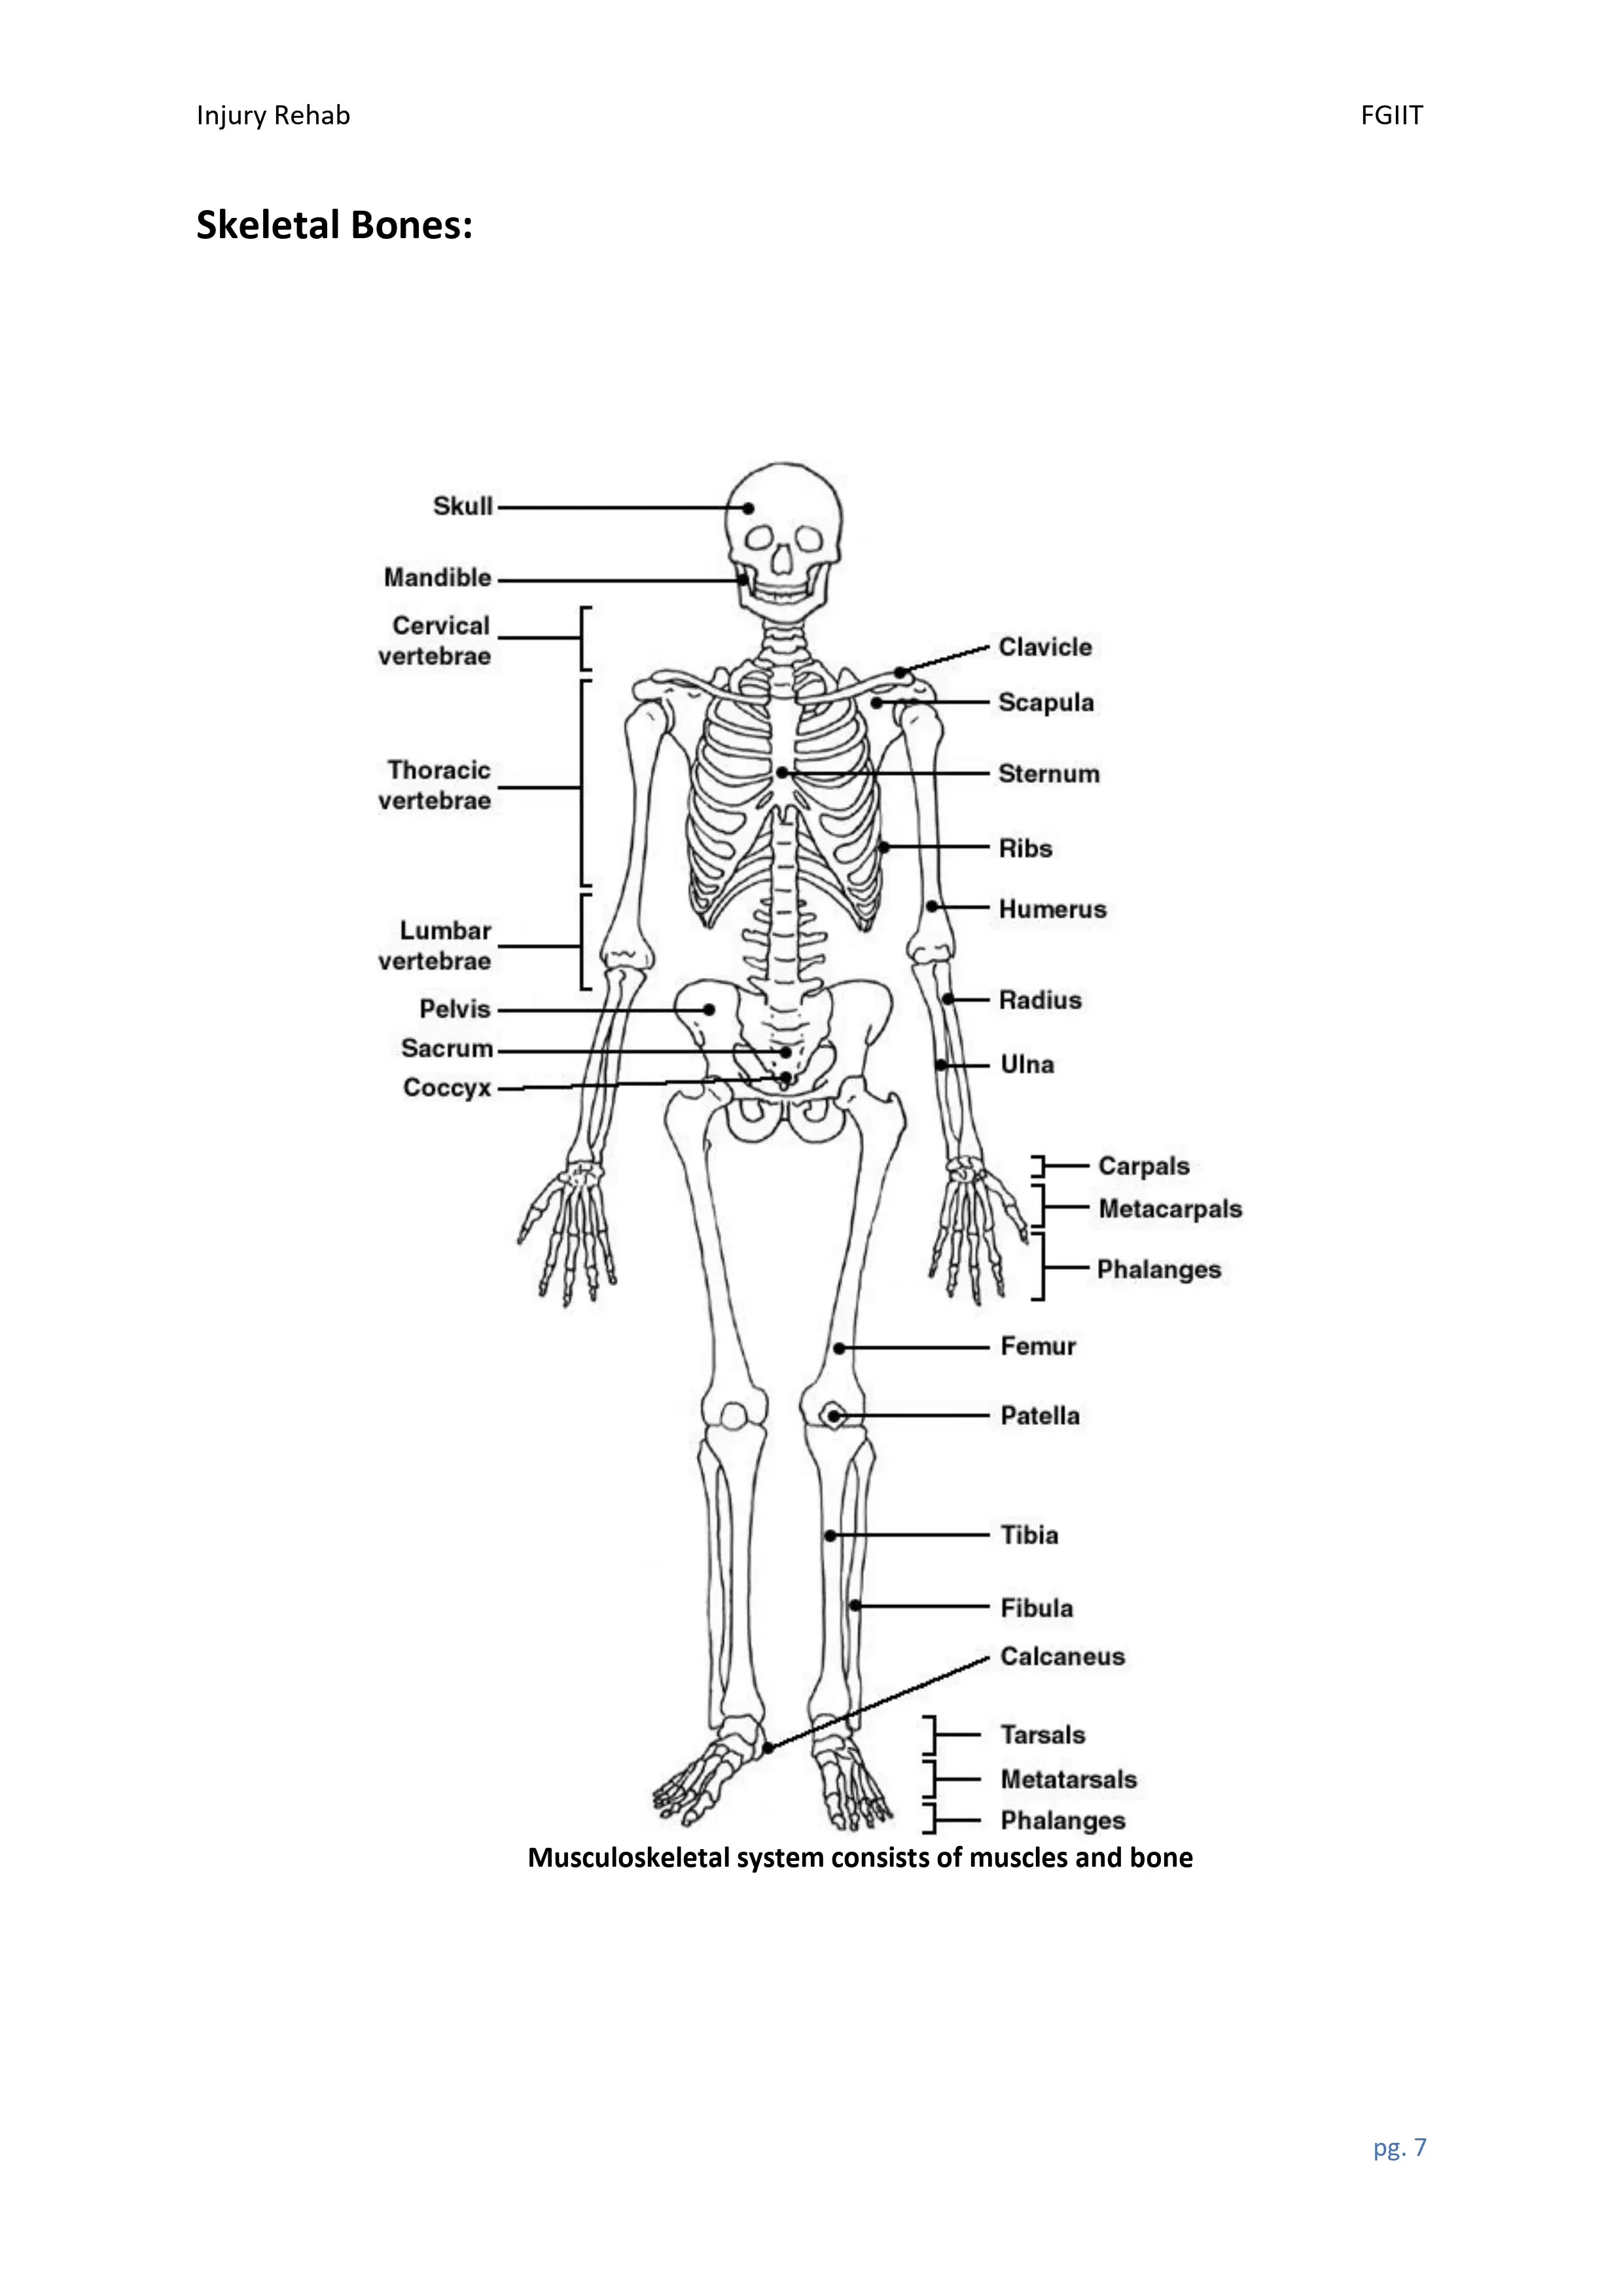 Injury Rehab
FGIIT
Skeletal Bones:
Skull
Mandible
Cervical
vertebrae
Thoracic
vertebrae
Lumbar
vertebrae
Pelvis
Sacrum
Coccyx
Clavicle
Scapula
Sternum
Ribs
Humerus
Radius
Ulna
Carpals
Metacarpals
Phalanges
Femur
Patella
Tibia
Fibula
Calcaneus
Tarsals
Metatarsals
Phalanges
Musculoskeletal system consists of muscles and bone
pg. 7